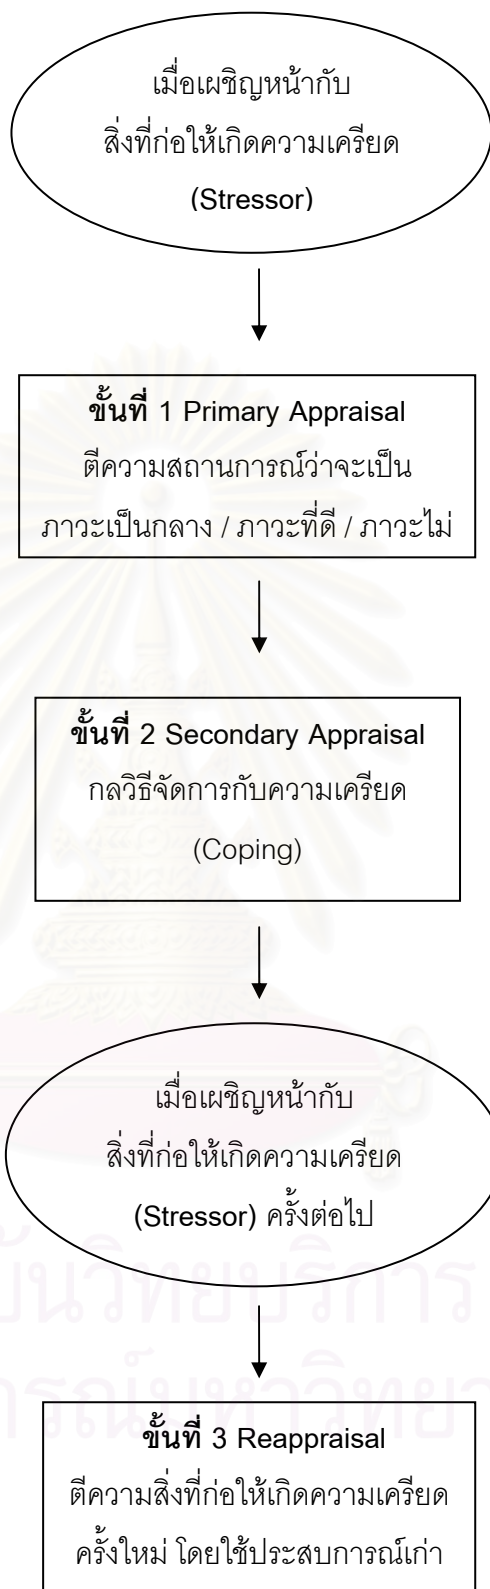 เมื่อเผชิญหน้ากับ
สิ่งที่ก่อให้เกิดความเครียด
(Stressor)
ขั้นที่ 1 Primary Appraisal
ตีความสถานการณ์ว่าจะเป็น
ภาวะเป็นกลาง / ภาวะที่ดี / ภาวะไม่
ขั้นที่ 2 Secondary Appraisal
กลวิธีจัดการกับความเครียด
(Coping)
เมื่อเผชิญหน้ากับ
สิ่งที่ก่อให้เกิดความเครียด
(Stressor) ครั้งต่อไป
ขั้นที่ 3 Reappraisal
ตีความสิ่งที่ก่อให้เกิดความเครียด
ครั้งใหม่ โดยใช้ประสบการณ์เก่า